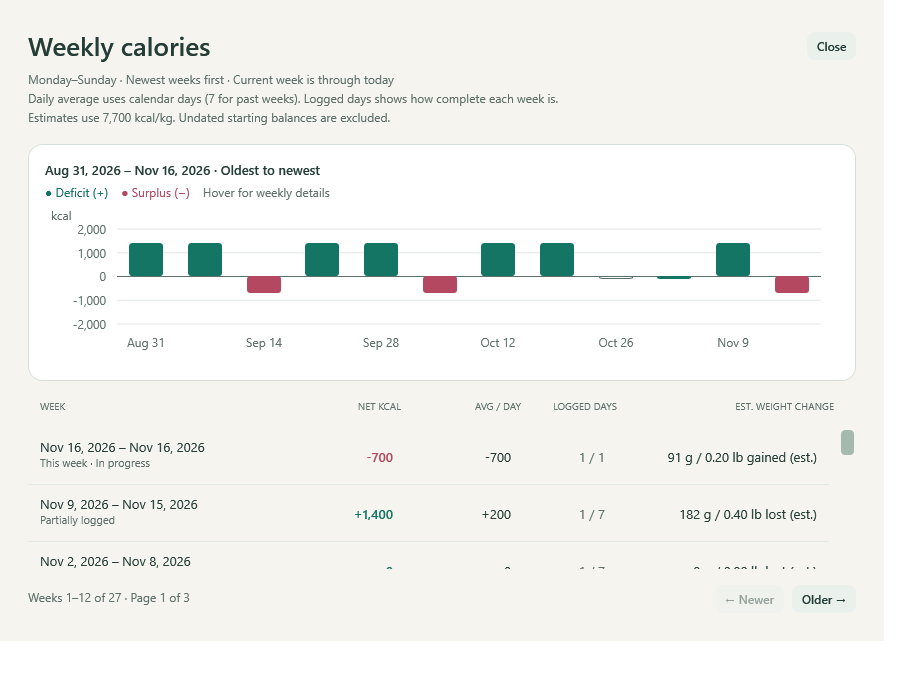 Weekly calories
Close
Monday–Sunday · Newest weeks first · Current week is through today
Daily average uses calendar days (7 for past weeks). Logged days shows how complete each week is.
Estimates use 7,700 kcal/kg. Undated starting balances are excluded.
Aug 31, 2026 – Nov 16, 2026 · Oldest to newest
● Deficit (+) ● Surplus (−) Hover for weekly details
kcal
2,000
1,000
0
-1,000
-2,000
Aug 31 Sep 14 Sep 28 Oct 12 Oct 26 Nov 9
WEEK NET KCAL AVG / DAY LOGGED DAYS EST. WEIGHT CHANGE
Nov 16, 2026 – Nov 16, 2026
This week · In progress
-700 -700 1 / 1 91 g / 0.20 lb gained (est.)
Nov 9, 2026 – Nov 15, 2026
Partially logged
+1,400 +200 1 / 7 182 g / 0.40 lb lost (est.)
Nov 2, 2026 – Nov 8, 2026
Weeks 1–12 of 27 · Page 1 of 3
← Newer Older →